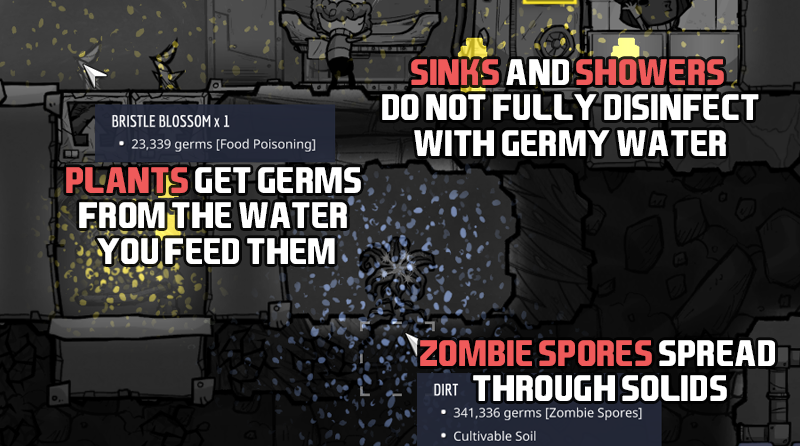 SINKS AND SHOWERS
DO NOT FULLY DISINFECT
WITH GERMY WATER
BRISTLE BLOSSOM x 1
• 23,339 germs [Food Poisoning]
PLANTS GET GERMS
FROM THE WATER
YOU FEED THEM
ZOMBIE SPORES SPREAD
THROUGH SOLIDS
DIRT
• 341,336 germs [Zombie Spores]
• Cultivable Soil